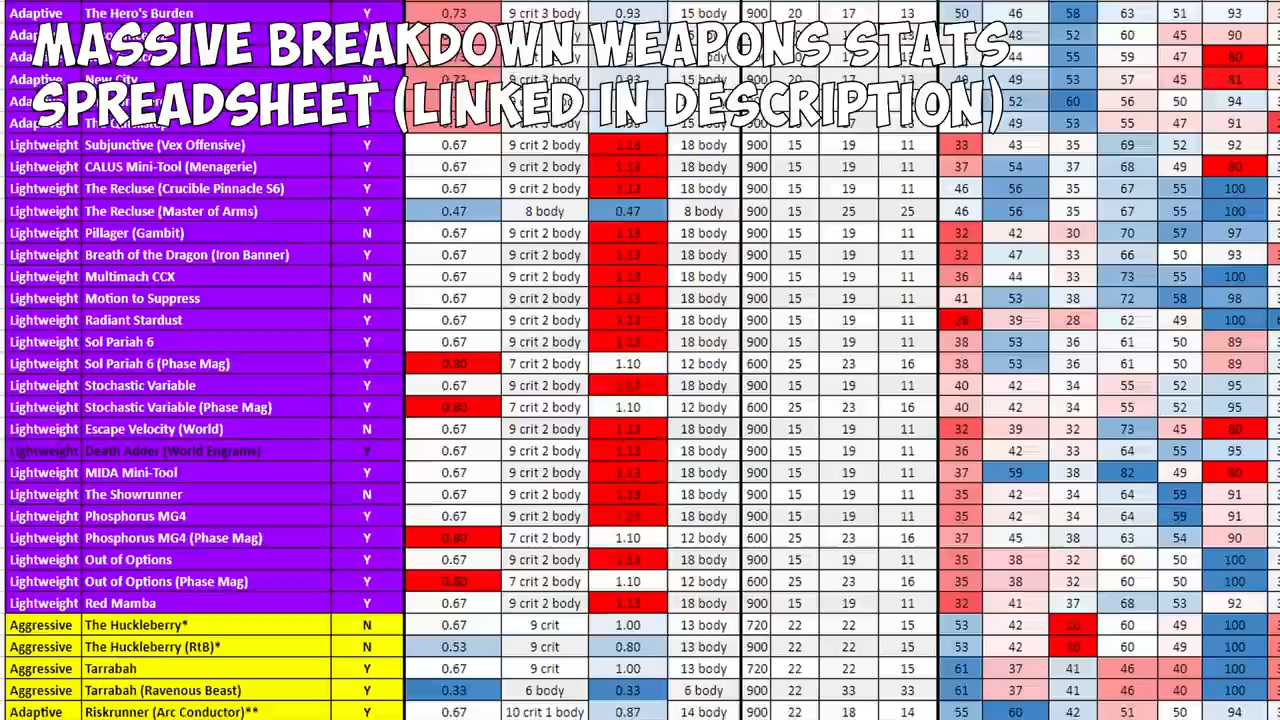 Adaptive The Hero's Burden Y 0.73 9 crit 3 body 0.93 15 body 900 20 17 13 50 46 58 63 51 93
MASSIVE BREAKDOWN WEAPONS STATS
SPREADSHEET (LINKED IN DESCRIPTION)
Lightweight Subjunctive (Vex Offensive) Y 0.67 9 crit 2 body 1.13 18 body 900 15 19 11 33 43 35 69 52 92
Lightweight CALUS Mini-Tool (Menagerie) Y 0.67 9 crit 2 body 1.13 18 body 900 15 19 11 37 54 37 68 49 80
Lightweight The Recluse (Crucible Pinnacle S6) Y 0.67 9 crit 2 body 1.13 18 body 900 15 19 11 46 56 35 67 55 100
Lightweight The Recluse (Master of Arms) Y 0.47 8 body 0.47 8 body 900 15 25 25 46 56 35 67 55 100
Lightweight Pillager (Gambit) N 0.67 9 crit 2 body 1.13 18 body 900 15 19 11 32 42 30 70 57 97
Lightweight Breath of the Dragon (Iron Banner) Y 0.67 9 crit 2 body 1.13 18 body 900 15 19 11 32 47 33 66 50 93
Lightweight Multimach CCX N 0.67 9 crit 2 body 1.13 18 body 900 15 19 11 36 44 33 73 55 100
Lightweight Motion to Suppress N 0.67 9 crit 2 body 1.13 18 body 900 15 19 11 41 53 38 72 58 98
Lightweight Radiant Stardust Y 0.67 9 crit 2 body 1.13 18 body 900 15 19 11 28 39 28 62 49 100
Lightweight Sol Pariah 6 Y 0.67 9 crit 2 body 1.13 18 body 900 15 19 11 38 53 36 61 50 89
Lightweight Sol Pariah 6 (Phase Mag) Y 0.80 7 crit 2 body 1.10 12 body 600 25 23 16 38 53 36 61 50 89
Lightweight Stochastic Variable Y 0.67 9 crit 2 body 1.13 18 body 900 15 19 11 40 42 34 55 52 95
Lightweight Stochastic Variable (Phase Mag) Y 0.80 7 crit 2 body 1.10 12 body 600 25 23 16 40 42 34 55 52 95
Lightweight Escape Velocity (World) N 0.67 9 crit 2 body 1.13 18 body 900 15 19 11 32 39 32 73 45 80
Lightweight Death Adder (World Engrams) Y 0.67 9 crit 2 body 1.13 18 body 900 15 19 11 36 42 33 64 55 95
Lightweight MIDA Mini-Tool Y 0.67 9 crit 2 body 1.13 18 body 900 15 19 11 37 59 38 82 49 80
Lightweight The Showrunner N 0.67 9 crit 2 body 1.13 18 body 900 15 19 11 35 42 34 64 59 91
Lightweight Phosphorus MG4 Y 0.67 9 crit 2 body 1.13 18 body 900 15 19 11 35 42 34 64 59 91
Lightweight Phosphorus MG4 (Phase Mag) Y 0.80 7 crit 2 body 1.10 12 body 600 25 23 16 37 45 38 63 54 90
Lightweight Out of Options Y 0.67 9 crit 2 body 1.13 18 body 900 15 19 11 35 38 32 60 50 100
Lightweight Out of Options (Phase Mag) Y 0.80 7 crit 2 body 1.10 12 body 600 25 23 16 35 38 32 60 50 100
Lightweight Red Mamba Y 0.67 9 crit 2 body 1.13 18 body 900 15 19 11 32 41 37 68 53 92
Aggressive The Huckleberry* N 0.67 9 crit 1.00 13 body 720 22 22 15 53 42 60 49 100
Aggressive The Huckleberry (RtB)* N 0.53 9 crit 0.80 13 body 900 22 22 15 53 42 60 49 100
Aggressive Tarrabah Y 0.67 9 crit 1.00 13 body 720 22 22 15 61 37 41 46 40 100
Aggressive Tarrabah (Ravenous Beast) Y 0.33 6 body 0.33 6 body 900 22 33 33 61 37 41 46 40 100
Adaptive Riskrunner (Arc Conductor)** Y 0.67 10 crit 1 body 0.87 14 body 900 22 18 14 55 60 42 51 50 94